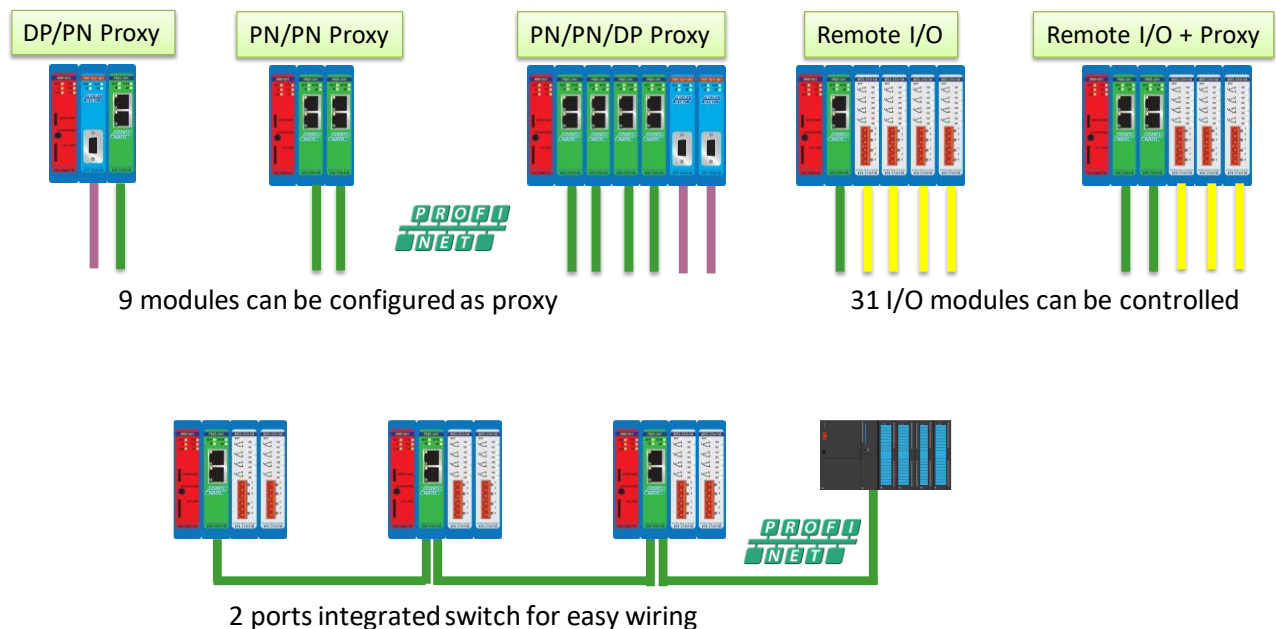 DP/PN Proxy
PN/PN Proxy
PN/PN/DP Proxy
Remote I/O
Remote I/O + Proxy
PROFI
NET
9 modules can be configured as proxy
31 I/O modules can be controlled
PROFI
NET
2 ports integrated switch for easy wiring